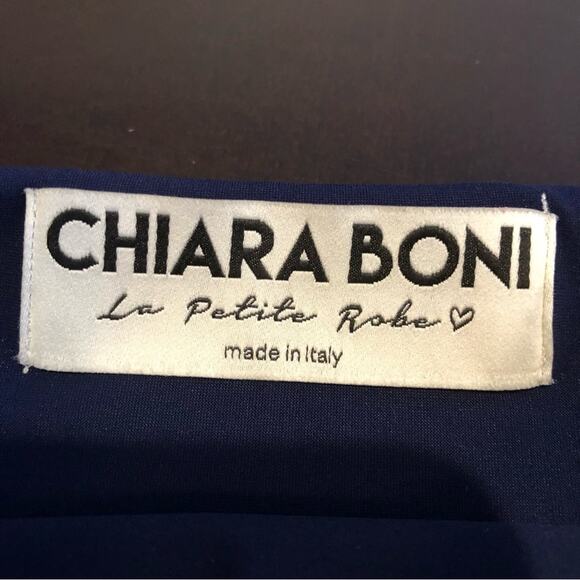 CHIARA BONI
La Petite Robe ♡
made in Italy